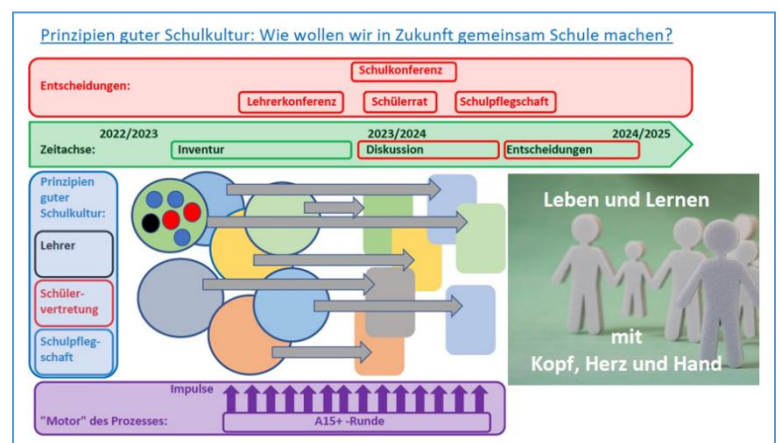 Prinzipien guter Schulkultur: Wie wollen wir in Zukunft gemeinsam Schule machen?
Entscheidungen:
Schulkonferenz
Lehrerkonferenz
Schülerrat
Schulpflegschaft
2022/2023
2023/2024
2024/2025
Zeitachse:
Inventur
Diskussion
Entscheidungen
Prinzipien
guter
Schulkultur:
Lehrer
Schüler-
vertretung
Schulpfleg-
schaft
Leben und Lernen
mit
Kopf, Herz und Hand
Impulse
"Motor" des Prozesses:
A15+ -Runde